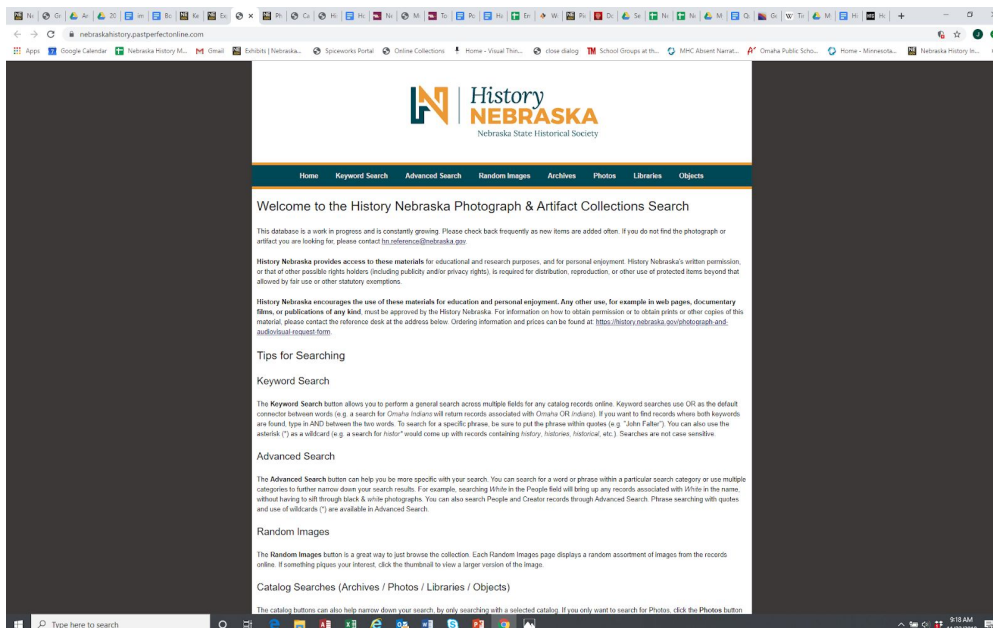 nebraskahistory.pastperfectonline.com
Apps Google Calendar Nebraska History M... Gmail Exhibits | Nebraska... Spiceworks Portal Online Collections Home - Visual Thin... close dialog School Groups at th... MHC Absent Narrat... Omaha Public Scho... Home - Minnesota... Nebraska History In...
History
NEBRASKA
Nebraska State Historical Society
Home Keyword Search Advanced Search Random Images Archives Photos Libraries Objects
Welcome to the History Nebraska Photograph & Artifact Collections Search
This database is a work in progress and is constantly growing. Please check back frequently as new items are added often. If you do not find the photograph or
artifact you are looking for, please contact hn.reference@nebraska.gov.
History Nebraska provides access to these materials for educational and research purposes, and for personal enjoyment. History Nebraska's written permission,
or that of other possible rights holders (including publicity and/or privacy rights), is required for distribution, reproduction, or other use of protected items beyond that
allowed by fair use or other statutory exemptions.
History Nebraska encourages the use of these materials for education and personal enjoyment. Any other use, for example in web pages, documentary
films, or publications of any kind, must be approved by the History Nebraska. For information on how to obtain permission or to obtain prints or other copies of this
material, please contact the reference desk at the address below. Ordering information and prices can be found at: https://history.nebraska.gov/photograph-and-
audiovisual-request-form.
Tips for Searching
Keyword Search
The Keyword Search button allows you to perform a general search across multiple fields for any catalog records online. Keyword searches use OR as the default
connector between words (e.g. a search for Omaha Indians will return records associated with Omaha OR Indians). If you want to find records where both keywords
are found, type in AND between the two words. To search for a specific phrase, be sure to put the phrase within quotes (e.g. "John Falter"). You can also use the
asterisk (*) as a wildcard (e.g. a search for histor* would come up with records containing history, histories, historical, etc.). Searches are not case sensitive.
Advanced Search
The Advanced Search button can help you be more specific with your search. You can search for a word or phrase within a particular search category or use multiple
categories to further narrow down your search results. For example, searching White in the People field will bring up any records associated with White in the name,
without having to sift through black & white photographs. You can also search People and Creator records through Advanced Search. Phrase searching with quotes
and use of wildcards (*) are available in Advanced Search.
Random Images
The Random Images button is a great way to just browse the collection. Each Random Images page displays a random assortment of images from the records
online. If something piques your interest, click the thumbnail to view a larger version of the image.
Catalog Searches (Archives / Photos / Libraries / Objects)
The catalog buttons can also help narrow down your search, by only searching with a selected catalog. If you only want to search for Photos, click the Photos button
Type here to search
9:18 AM